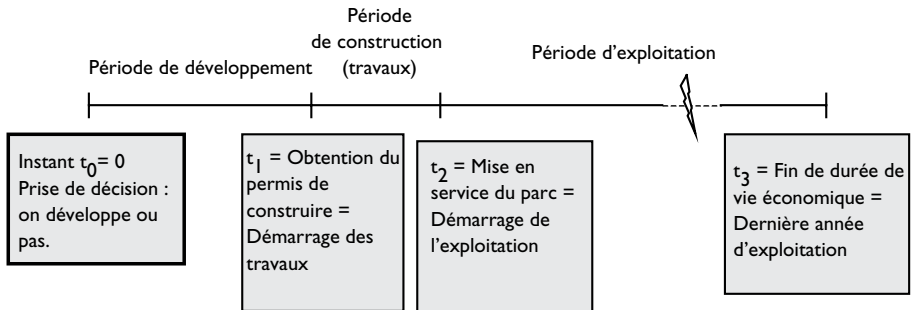 Période
de construction
(travaux)
Période d'exploitation
Période de développement
Instant t0= 0
Prise de décision :
on développe ou
pas.
t1 = Obtention du
permis de
construire =
Démarrage des
travaux
t2 = Mise en
service du parc =
Démarrage de
l'exploitation
t3 = Fin de durée de
vie économique =
Dernière année
d'exploitation